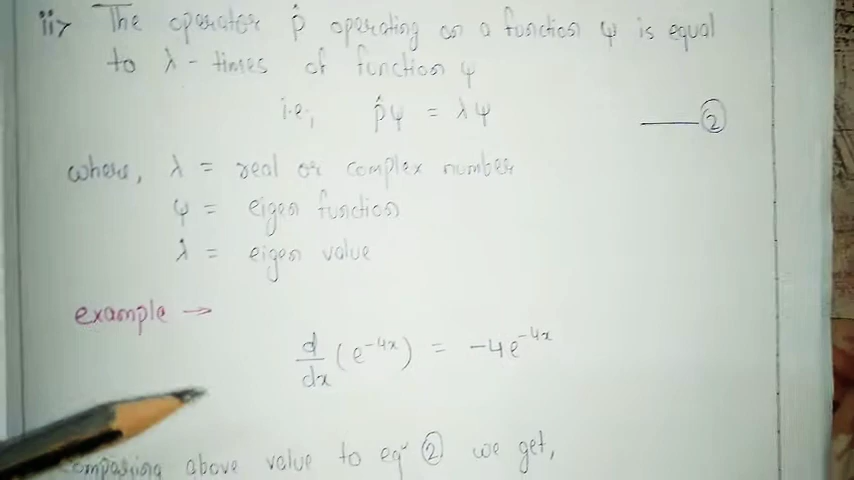 ii> The operator p̂ operating on a function ψ is equal
to λ - times of function ψ
i.e; p̂ψ = λψ ——②
where, λ = real or complex number
ψ = eigen function
λ = eigen value
example →
d/dx (e^-4x) = -4e^-4x
comparing above value to eqⁿ ② we get,